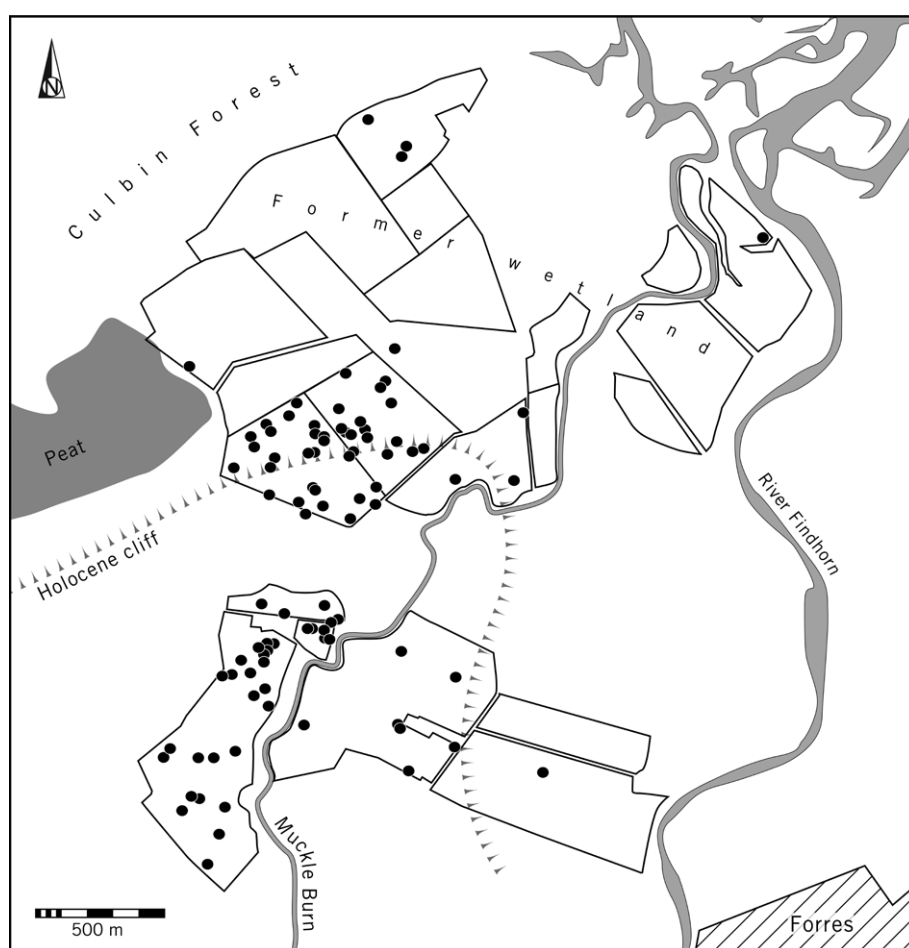 N
Culbin Forest
Former wetland
Peat
Holocene cliff
River Findhorn
Muckle Burn
500 m
Forres